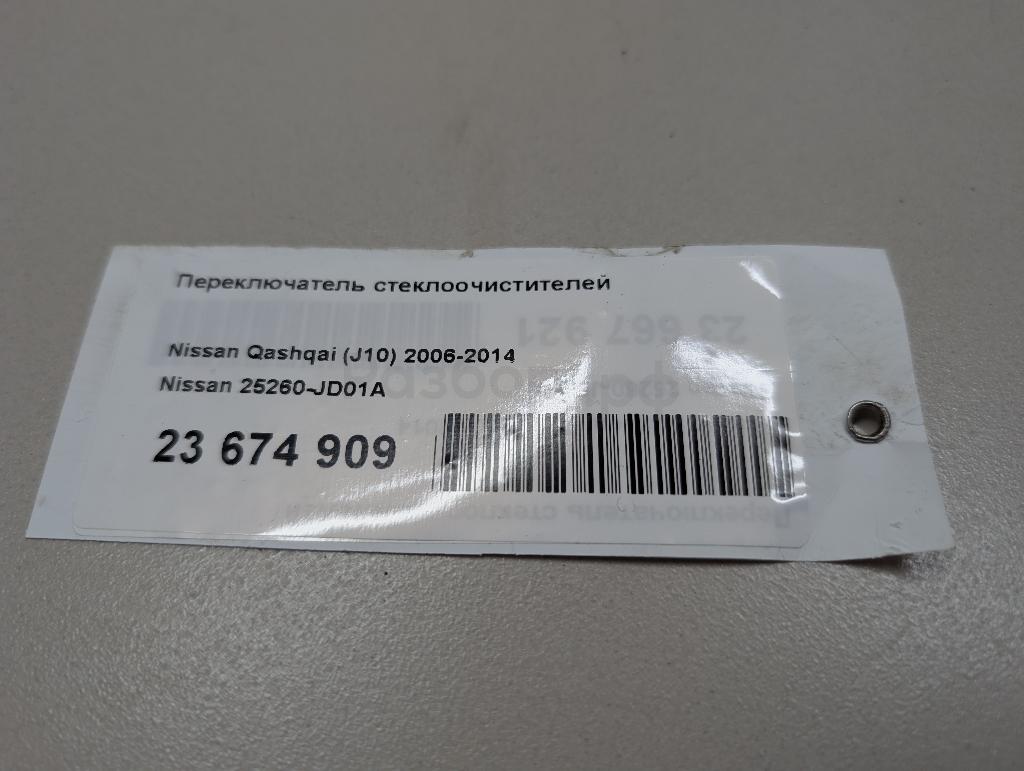 Переключатель стеклоочистителей
Nissan Qashqai (J10) 2006-2014
Nissan 25260-JD01A
23 674 909